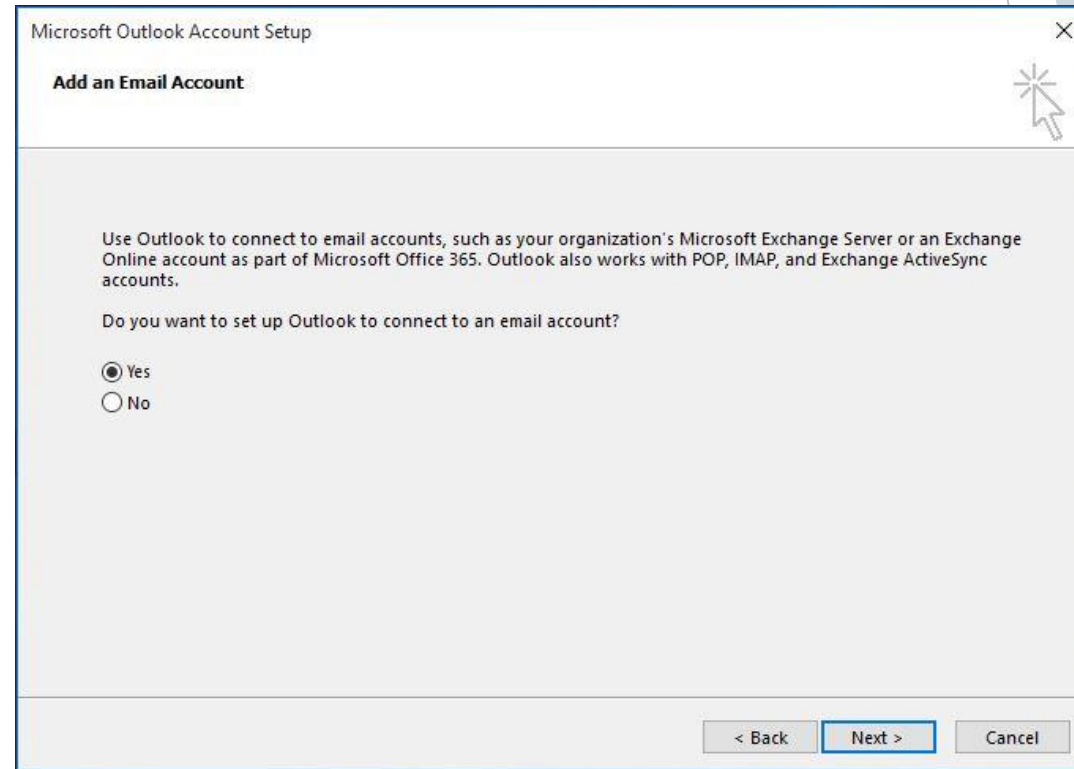 Microsoft Outlook Account Setup
Add an Email Account
Use Outlook to connect to email accounts, such as your organization's Microsoft Exchange Server or an Exchange
Online account as part of Microsoft Office 365. Outlook also works with POP, IMAP, and Exchange ActiveSync
accounts.
Do you want to set up Outlook to connect to an email account?
Yes
No
< Back Next > Cancel